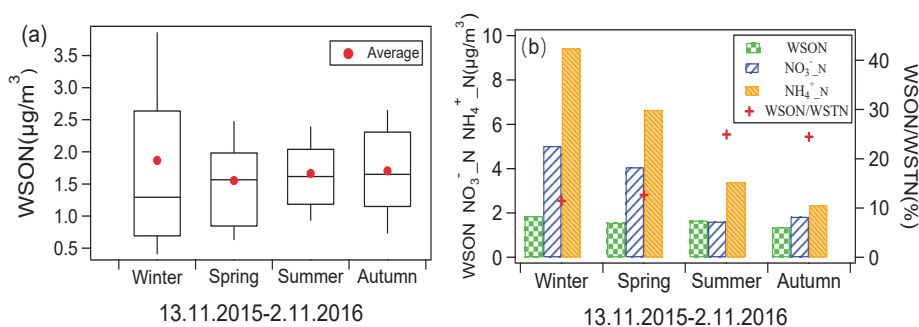 (a)
Average
WSON(μg/m³)
3.5
3.0
2.5
2.0
1.5
1.0
0.5
Winter Spring Summer Autumn
13.11.2015-2.11.2016
(b)
WSON
NO₃⁻_N
NH₄⁺_N
WSON/WSTN
WSON NO₃⁻_N NH₄⁺_N(μg/m³)
10
8
6
4
2
0
WSON/WSTN(%)
40
30
20
10
0
Winter Spring Summer Autumn
13.11.2015-2.11.2016